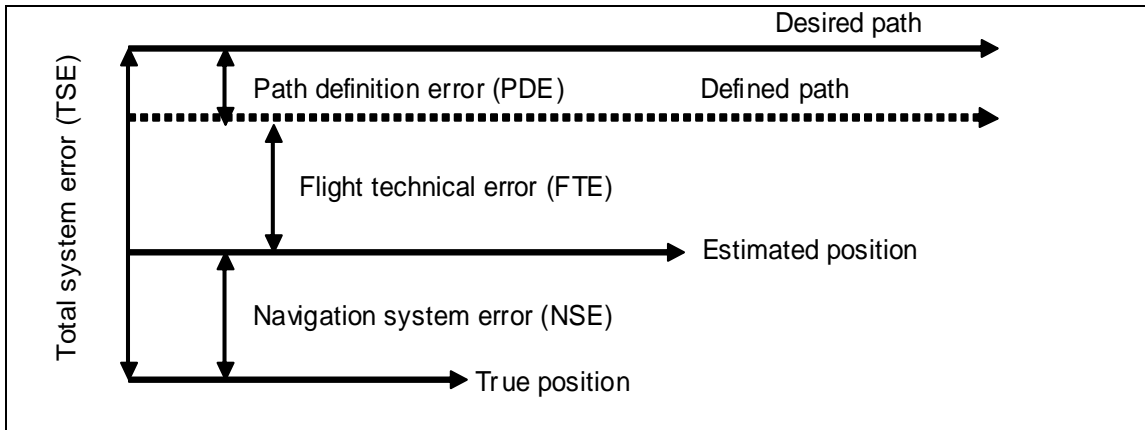 Desired path
Path definition error (PDE)
Defined path
Total system error (TSE)
Flight technical error (FTE)
Estimated position
Navigation system error (NSE)
True position